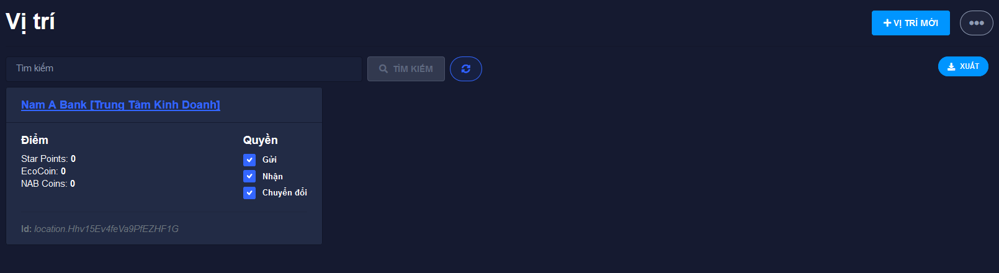 Vị trí
VỊ TRÍ MỚI
Tìm kiếm
TÌM KIẾM
XUẤT
Nam A Bank [Trung Tâm Kinh Doanh]
Điểm
Star Points: 0
EcoCoin: 0
NAB Coins: 0
Quyền
Gửi
Nhận
Chuyển đổi
Id: location.Hhv15Ev4feVa9PfEZHF1G